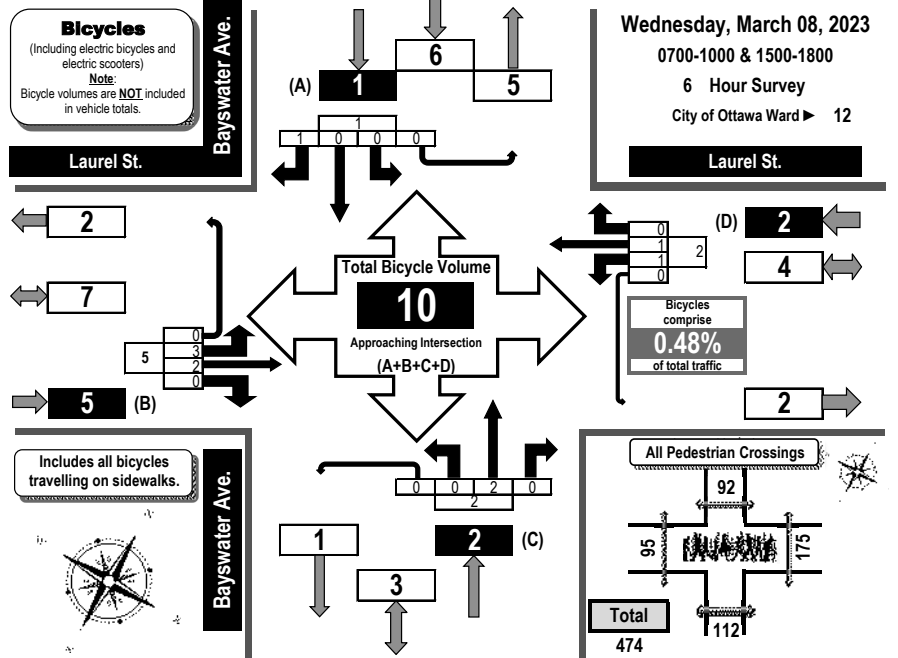 Bicycles
(Including electric bicycles and
electric scooters)
Note:
Bicycle volumes are NOT included
in vehicle totals.
Bayswater Ave.
Laurel St.
Wednesday, March 08, 2023
0700-1000 & 1500-1800
6 Hour Survey
City of Ottawa Ward ► 12
Laurel St.
6
(A) 1
5
1
1 0 0 0
2
7
0
3
2
0
5
5 (B)
Total Bicycle Volume
10
Approaching Intersection
(A+B+C+D)
(D) 2
4
0
1
1
0
2
Bicycles
comprise
0.48%
of total traffic
2
0 0 2 0
2
1
2 (C)
3
Includes all bicycles
travelling on sidewalks.
Bayswater Ave.
All Pedestrian Crossings
92
95
175
112
Total
474